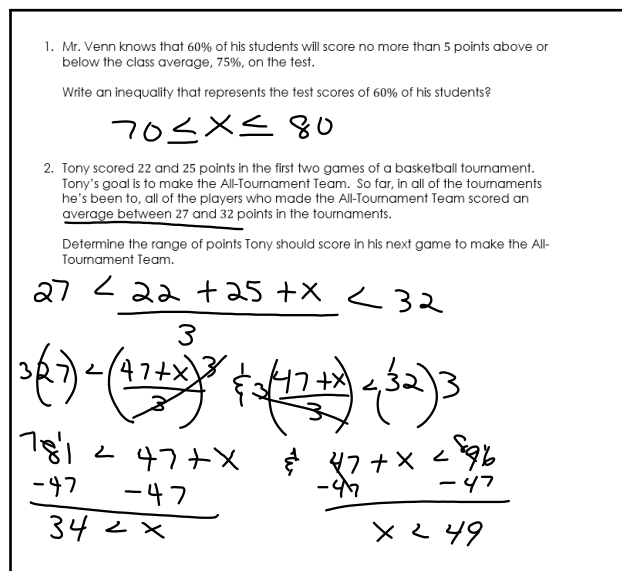 1. Mr. Venn knows that 60% of his students will score no more than 5 points above or
below the class average, 75%, on the test.
Write an inequality that represents the test scores of 60% of his students?
70 ≤ x ≤ 80
2. Tony scored 22 and 25 points in the first two games of a basketball tournament.
Tony's goal is to make the All-Tournament Team. So far, in all of the tournaments
he's been to, all of the players who made the All-Tournament Team scored an
average between 27 and 32 points in the tournaments.
Determine the range of points Tony should score in his next game to make the All-
Tournament Team.
27 < 22 + 25 + x < 32
3
3(27) < (47+x)3 & 3(47+x) < (32)3
3 3
81 < 47 + x & 47 + x < 96
-47 -47 -47 -47
34 < x x < 49